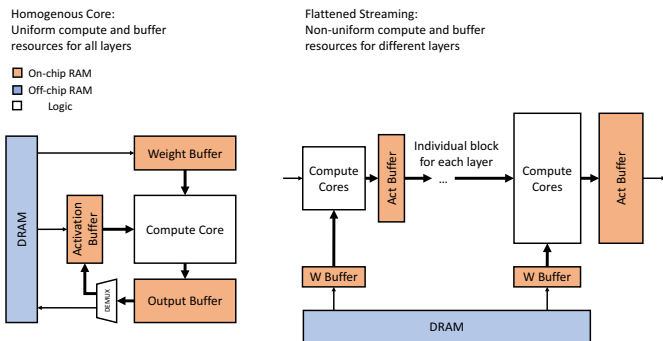 Homogenous Core:
Uniform compute and buffer
resources for all layers
On-chip RAM
Off-chip RAM
Logic
DRAM
Weight Buffer
Activation
Buffer
Compute Core
DEMUX
Output Buffer
Flattened Streaming:
Non-uniform compute and buffer
resources for different layers
Compute
Cores
Act Buffer
Individual block
for each layer
...
Compute
Cores
Act Buffer
W Buffer
W Buffer
DRAM